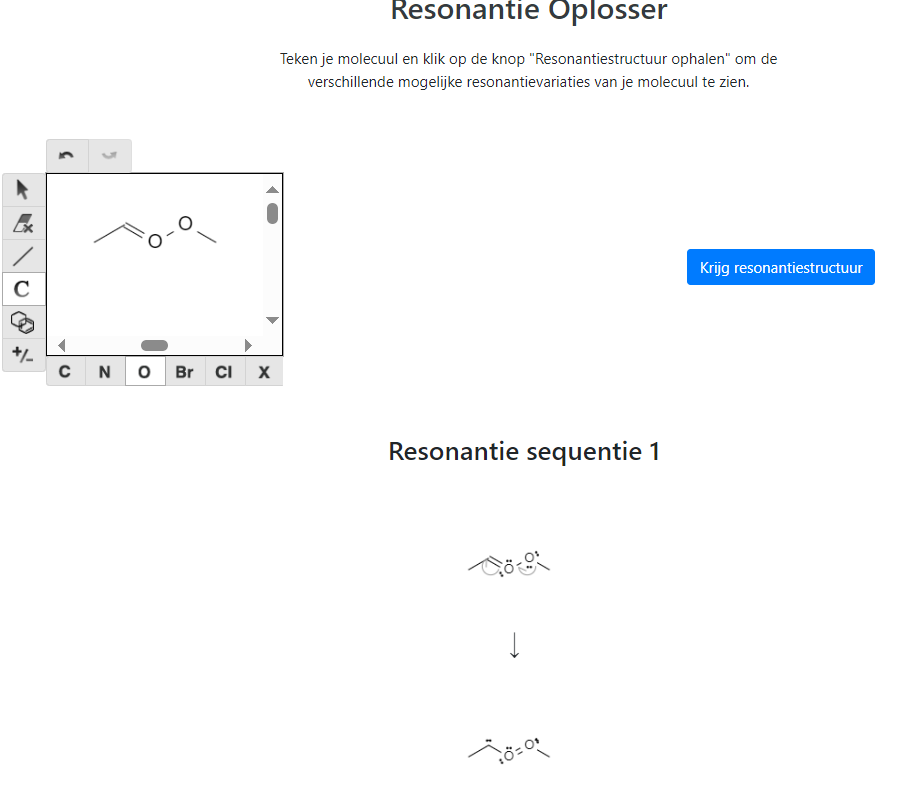 Resonantie Oplosser
Teken je molecuul en klik op de knop "Resonantiestructuur ophalen" om de
verschillende mogelijke resonantievariaties van je molecuul te zien.
O
O
C
+/-
C N O Br Cl X
Krijg resonantiestructuur
Resonantie sequentie 1
O
O
O
O